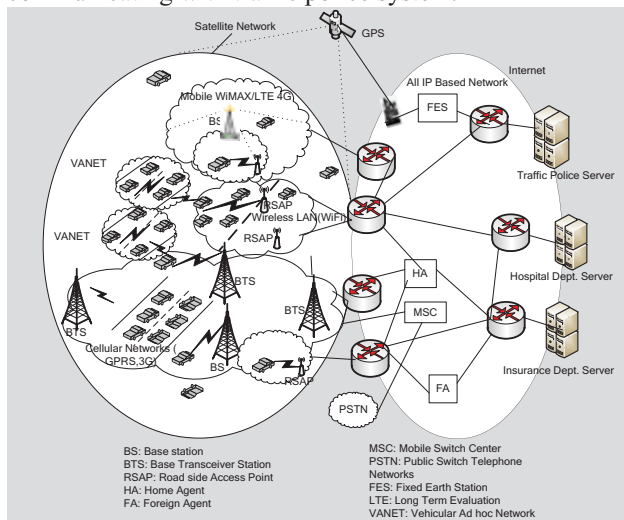 Satellite Network
GPS
All IP Based Network
Internet
Mobile WiMAX/LTE 4G
BS
FES
VANET
Traffic Police Server
RSAP
Wireless LAN(WiFi)
VANET
RSAP
BTS
HA
Hospital Dept. Server
BTS
MSC
BTS
Cellular Networks (
GPRS,3G)
BS
RSAP
FA
Insurance Dept. Server
PSTN
BS: Base station
BTS: Base Transceiver Station
RSAP: Road side Access Point
HA: Home Agent
FA: Foreign Agent
MSC: Mobile Switch Center
PSTN: Public Switch Telephone
Networks
FES: Fixed Earth Station
LTE: Long Term Evaluation
VANET: Vehicular Ad hoc Network